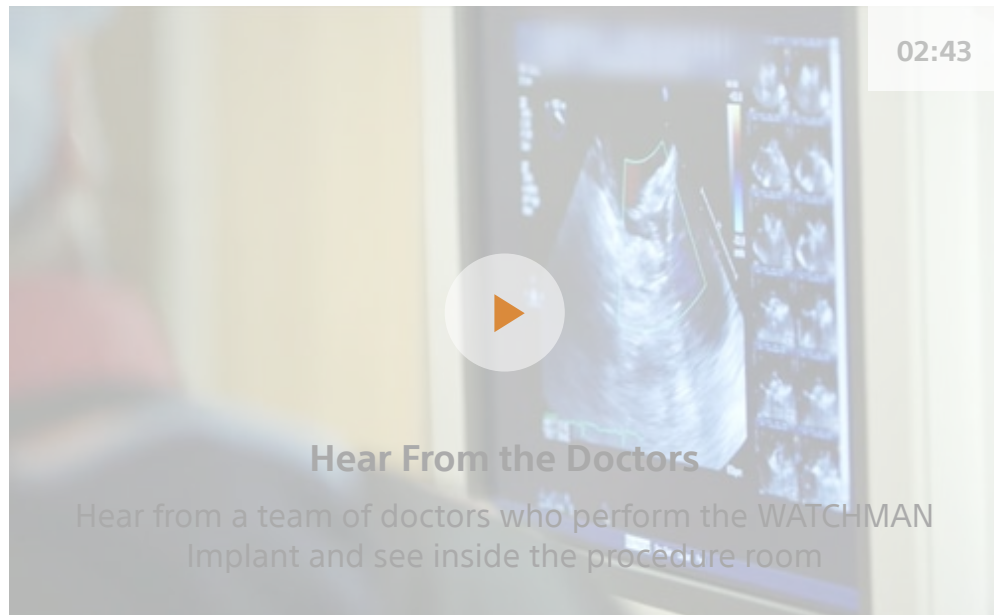 02:43
Hear From the Doctors
Hear from a team of doctors who perform the WATCHMAN
Implant and see inside the procedure room